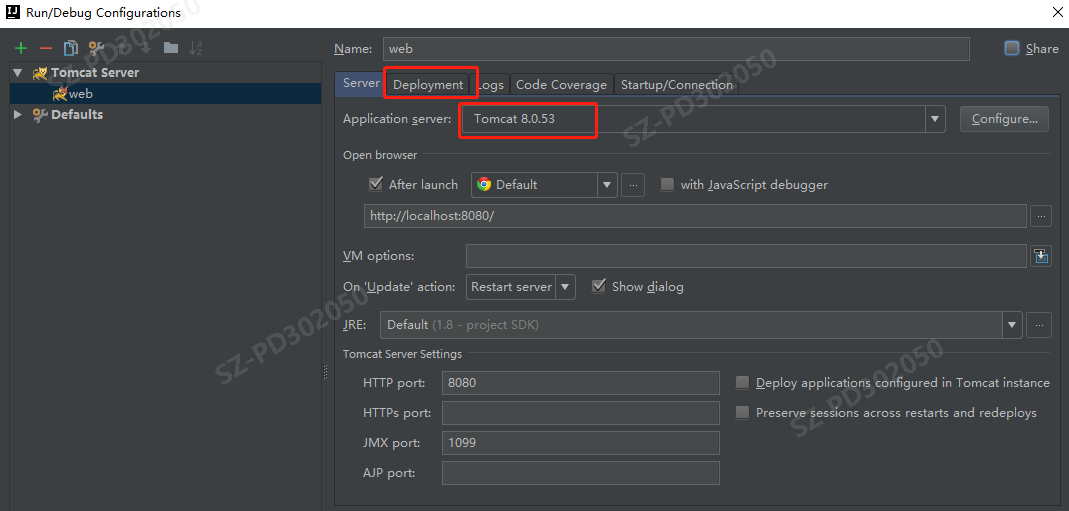 Run/Debug Configurations
Name: web Share
Tomcat Server
web
Defaults
Server Deployment Logs Code Coverage Startup/Connection
Application server: Tomcat 8.0.53 Configure...
Open browser
After launch Default ... with JavaScript debugger
http://localhost:8080/ ...
VM options:
On 'Update' action: Restart server Show dialog
JRE: Default (1.8 - project SDK) ...
Tomcat Server Settings
HTTP port: 8080 Deploy applications configured in Tomcat instance
HTTPs port: Preserve sessions across restarts and redeploys
JMX port: 1099
AJP port:
SZ-PD302050
SZ-PD302050
SZ-PD302050
SZ-PD302050